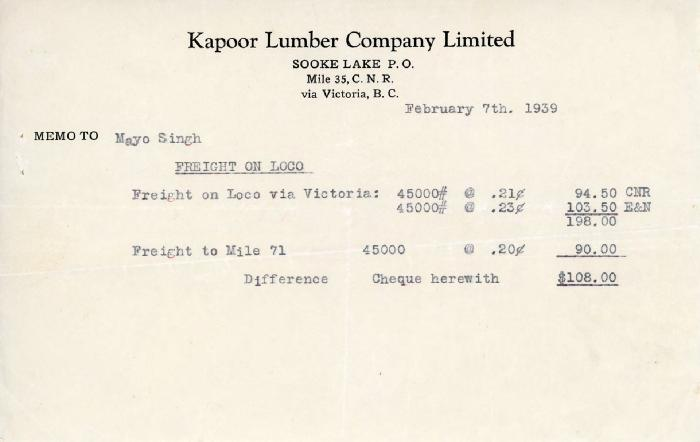 Kapoor Lumber Company Limited
SOOKE LAKE P. O.
Mile 35, C. N. R.
via Victoria, B. C.
February 7th. 1939
MEMO TO Mayo Singh
FREIGHT ON LOCO
Freight on Loco via Victoria: 45000# @ .21¢ 94.50 CNR
45000# @ .23¢ 103.50 E&N
198.00
Freight to Mile 71 45000 @ .20¢ 90.00
Difference Cheque herewith $108.00